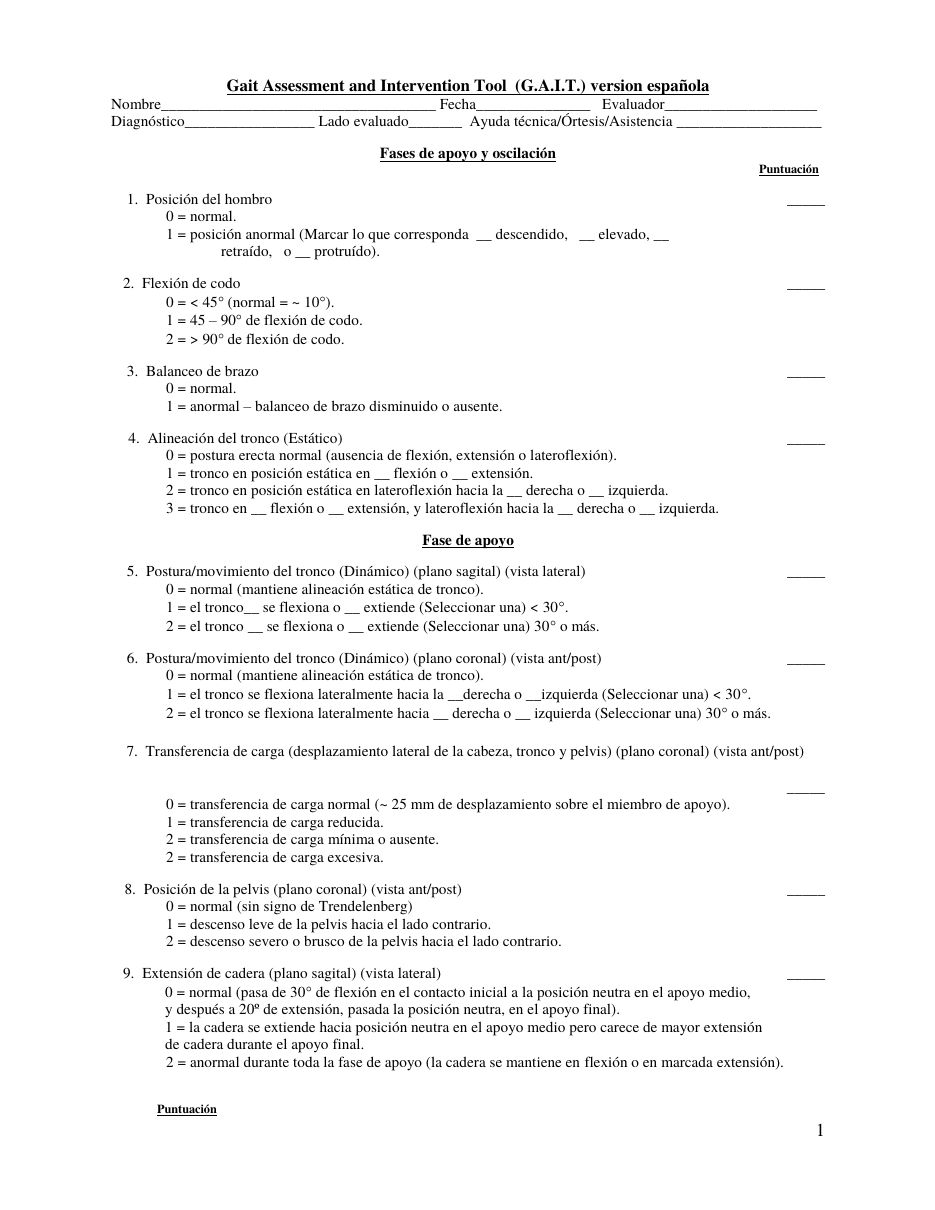 Gait Assessment and Intervention Tool (G.A.I.T.) version española
Nombre____________________________________ Fecha_______________ Evaluador____________________
Diagnóstico_________________ Lado evaluado_______ Ayuda técnica/Órtesis/Asistencia ___________________
Fases de apoyo y oscilación
Puntuación
1. Posición del hombro _____
0 = normal.
1 = posición anormal (Marcar lo que corresponda __ descendido, __ elevado, __
retraído, o __ protruído).
2. Flexión de codo _____
0 = < 45° (normal = ~ 10°).
1 = 45 – 90° de flexión de codo.
2 = > 90° de flexión de codo.
3. Balanceo de brazo _____
0 = normal.
1 = anormal – balanceo de brazo disminuido o ausente.
4. Alineación del tronco (Estático) _____
0 = postura erecta normal (ausencia de flexión, extensión o lateroflexión).
1 = tronco en posición estática en __ flexión o __ extensión.
2 = tronco en posición estática en lateroflexión hacia la __ derecha o __ izquierda.
3 = tronco en __ flexión o __ extensión, y lateroflexión hacia la __ derecha o __ izquierda.
Fase de apoyo
5. Postura/movimiento del tronco (Dinámico) (plano sagital) (vista lateral) _____
0 = normal (mantiene alineación estática de tronco).
1 = el tronco__ se flexiona o __ extiende (Seleccionar una) < 30°.
2 = el tronco __ se flexiona o __ extiende (Seleccionar una) 30° o más.
6. Postura/movimiento del tronco (Dinámico) (plano coronal) (vista ant/post) _____
0 = normal (mantiene alineación estática de tronco).
1 = el tronco se flexiona lateralmente hacia la __derecha o __izquierda (Seleccionar una) < 30°.
2 = el tronco se flexiona lateralmente hacia __ derecha o __ izquierda (Seleccionar una) 30° o más.
7. Transferencia de carga (desplazamiento lateral de la cabeza, tronco y pelvis) (plano coronal) (vista ant/post)
_____
0 = transferencia de carga normal (~ 25 mm de desplazamiento sobre el miembro de apoyo).
1 = transferencia de carga reducida.
2 = transferencia de carga mínima o ausente.
2 = transferencia de carga excesiva.
8. Posición de la pelvis (plano coronal) (vista ant/post) _____
0 = normal (sin signo de Trendelenberg)
1 = descenso leve de la pelvis hacia el lado contrario.
2 = descenso severo o brusco de la pelvis hacia el lado contrario.
9. Extensión de cadera (plano sagital) (vista lateral) _____
0 = normal (pasa de 30° de flexión en el contacto inicial a la posición neutra en el apoyo medio,
y después a 20º de extensión, pasada la posición neutra, en el apoyo final).
1 = la cadera se extiende hacia posición neutra en el apoyo medio pero carece de mayor extensión
de cadera durante el apoyo final.
2 = anormal durante toda la fase de apoyo (la cadera se mantiene en flexión o en marcada extensión).
Puntuación
1